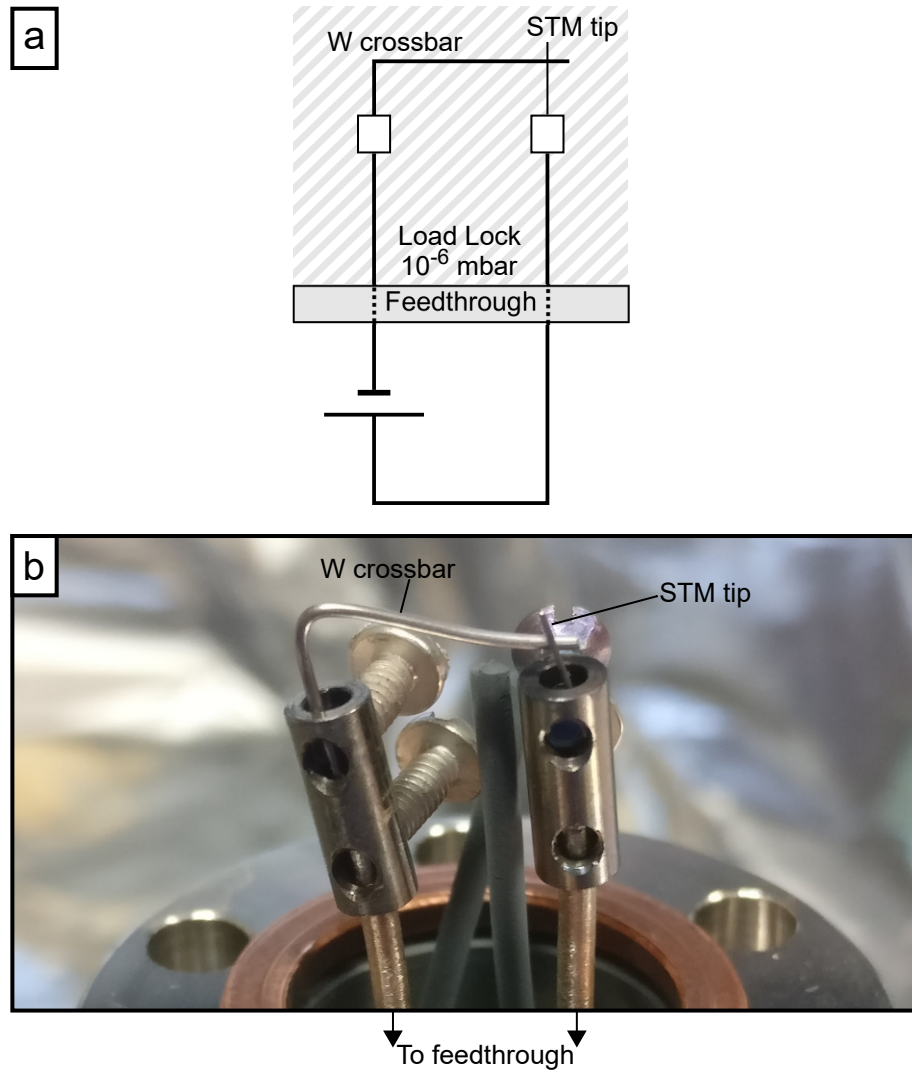 a
W crossbar
STM tip
Load Lock
10⁻⁶ mbar
Feedthrough
b
W crossbar
STM tip
To feedthrough